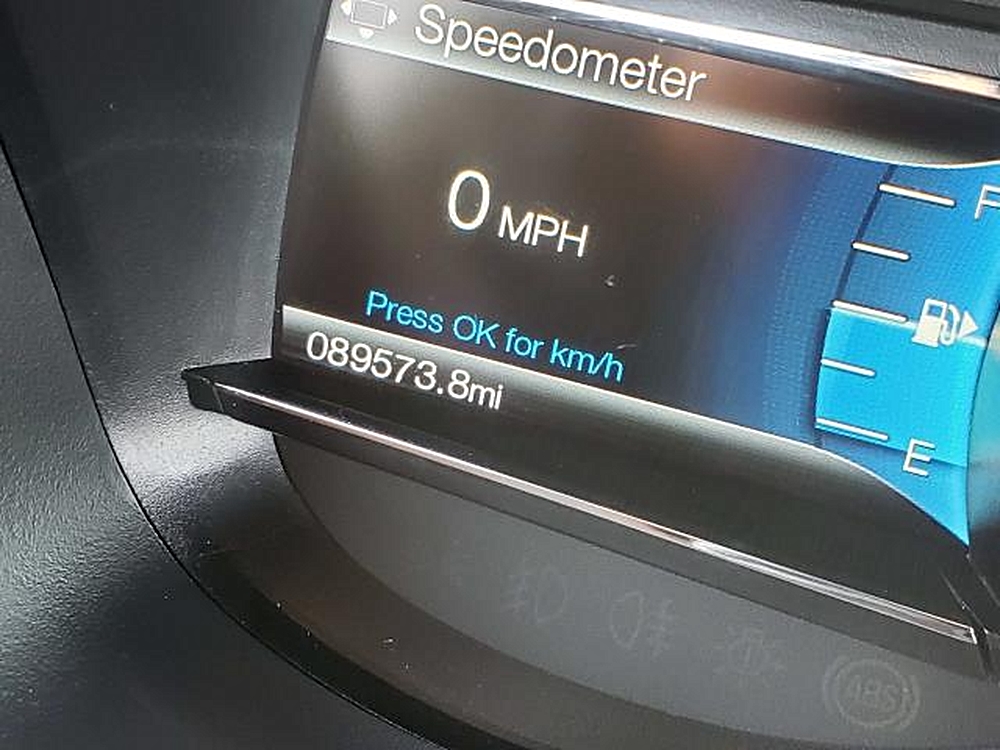 Speedometer
0 MPH
F
Press OK for km/h
089573.8mi
E
ABS